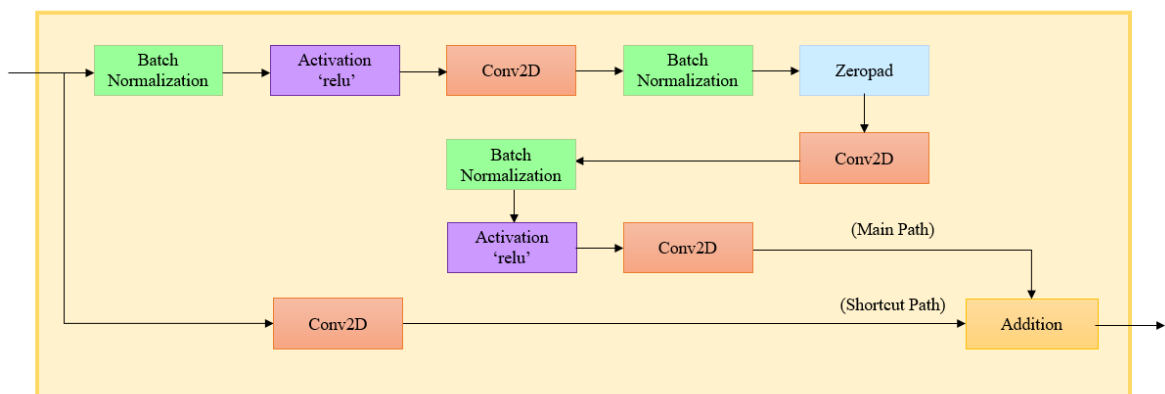 Batch
Normalization
Activation
‘relu’
Conv2D
Batch
Normalization
Zeropad
Conv2D
Batch
Normalization
Activation
‘relu’
Conv2D
(Main Path)
Conv2D
(Shortcut Path)
Addition